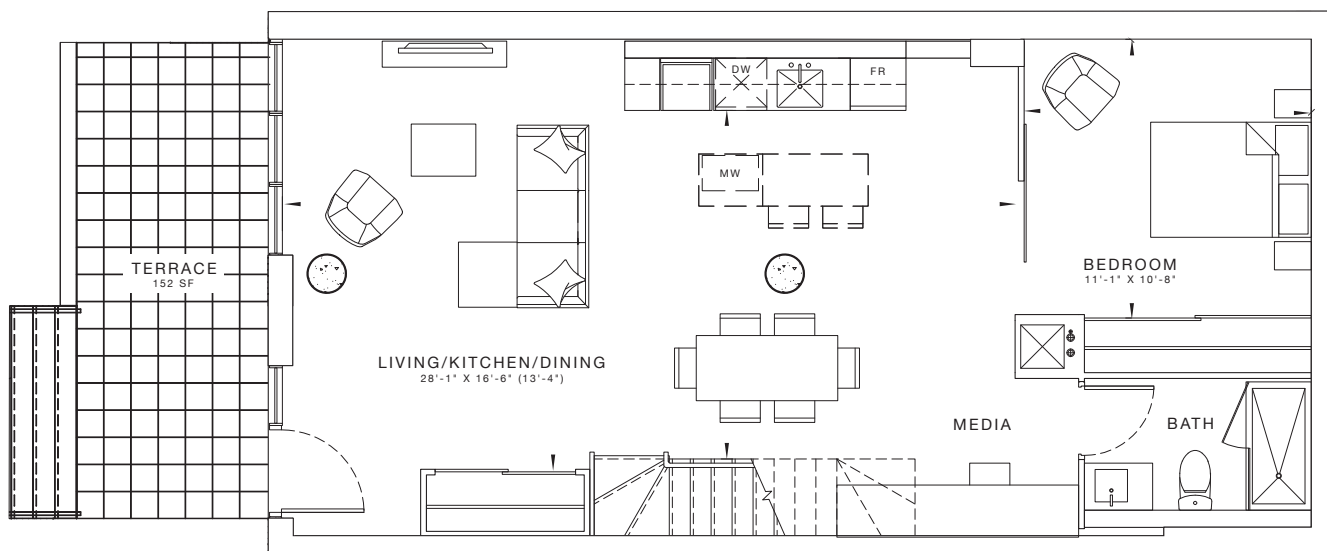 DW
FR
MW
TERRACE
152 SF
BEDROOM
11'-1" X 10'-8"
LIVING/KITCHEN/DINING
28'-1" X 16'-6" (13'-4")
MEDIA
BATH